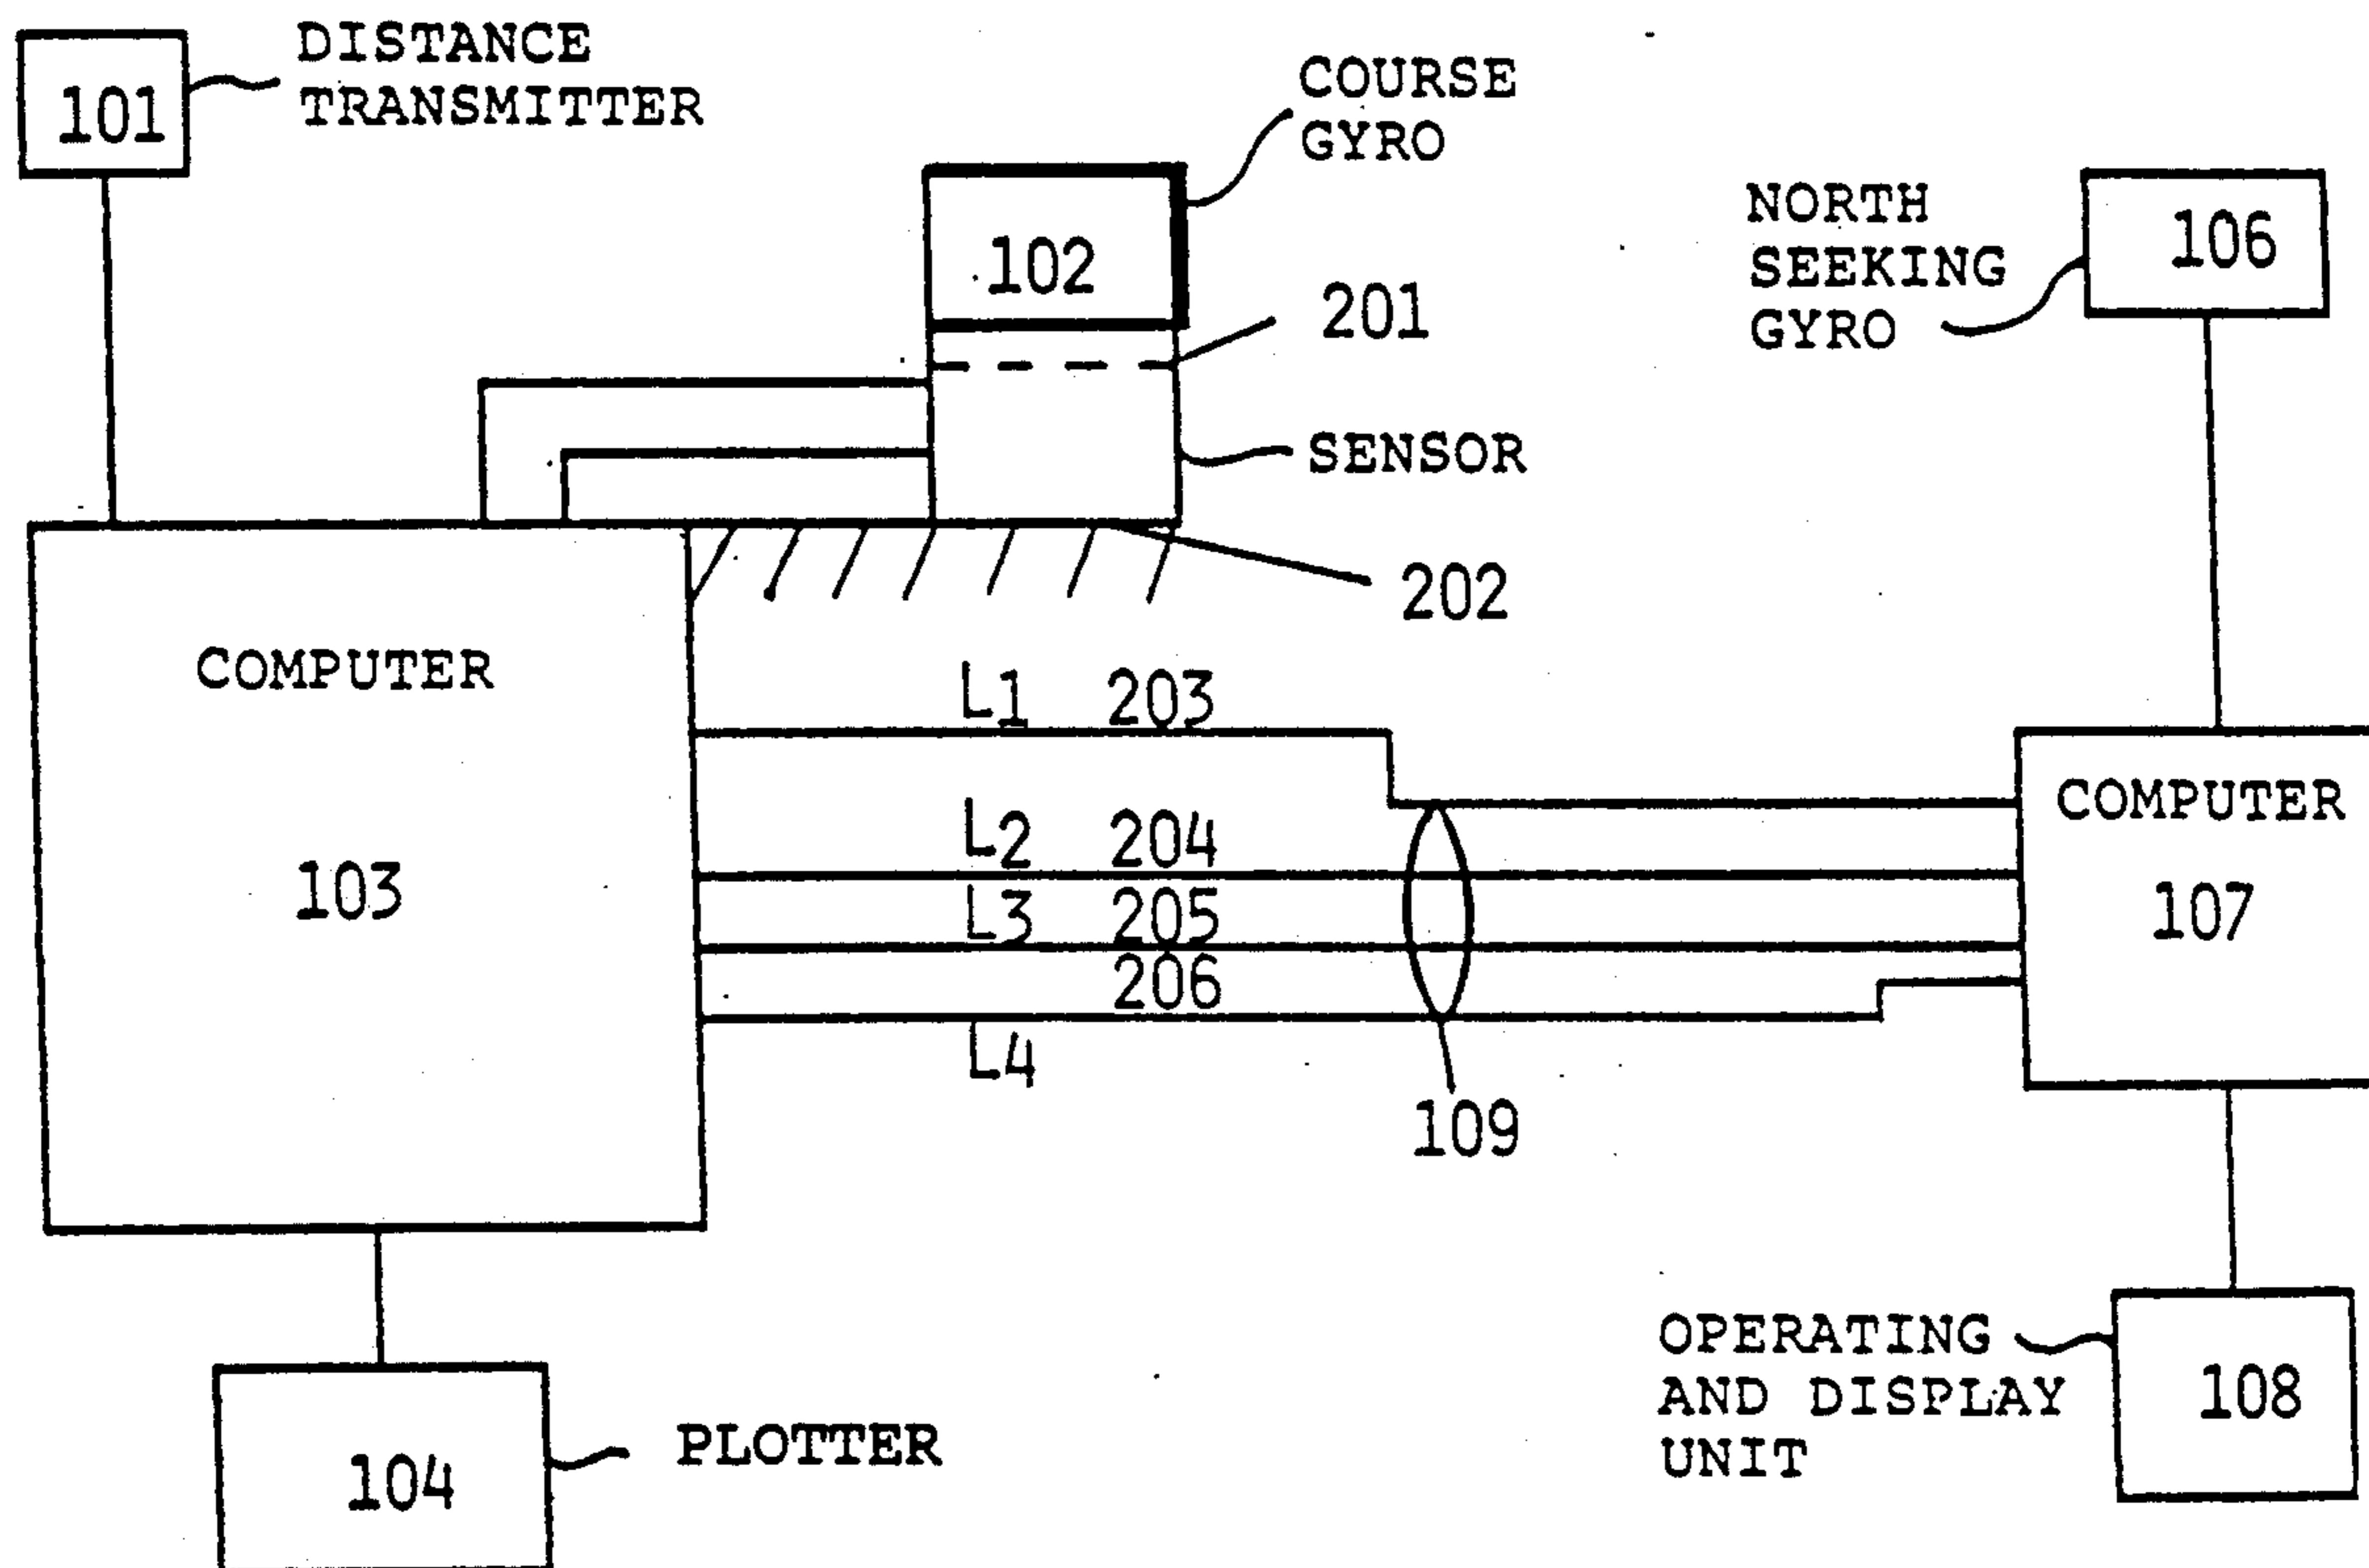 DISTANCE
TRANSMITTER
101
COURSE
GYRO
102
201
NORTH
SEEKING
GYRO
106
SENSOR
202
COMPUTER
103
L1 203
L2 204
L3 205
206
L4
109
COMPUTER
107
OPERATING
AND DISPLAY
UNIT
108
PLOTTER
104